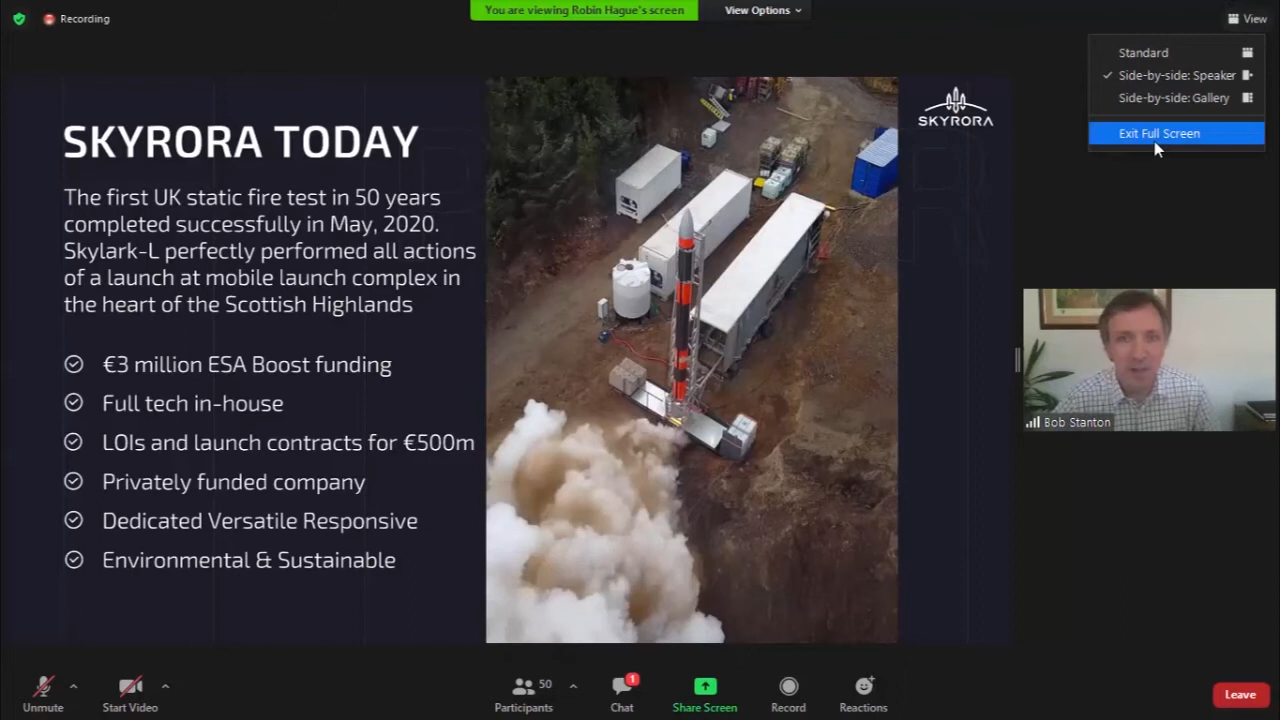 Recording
You are viewing Robin Hague's screen
View Options
View
Standard
Side-by-side: Speaker
Side-by-side: Gallery
Exit Full Screen
SKYRORA
SKYRORA TODAY
The first UK static fire test in 50 years
completed successfully in May, 2020.
Skylark-L perfectly performed all actions
of a launch at mobile launch complex in
the heart of the Scottish Highlands
€3 million ESA Boost funding
Full tech in-house
LOIs and launch contracts for €500m
Privately funded company
Dedicated Versatile Responsive
Environmental & Sustainable
Bob Stanton
Unmute
Start Video
50
Participants
1
Chat
Share Screen
Record
Reactions
Leave